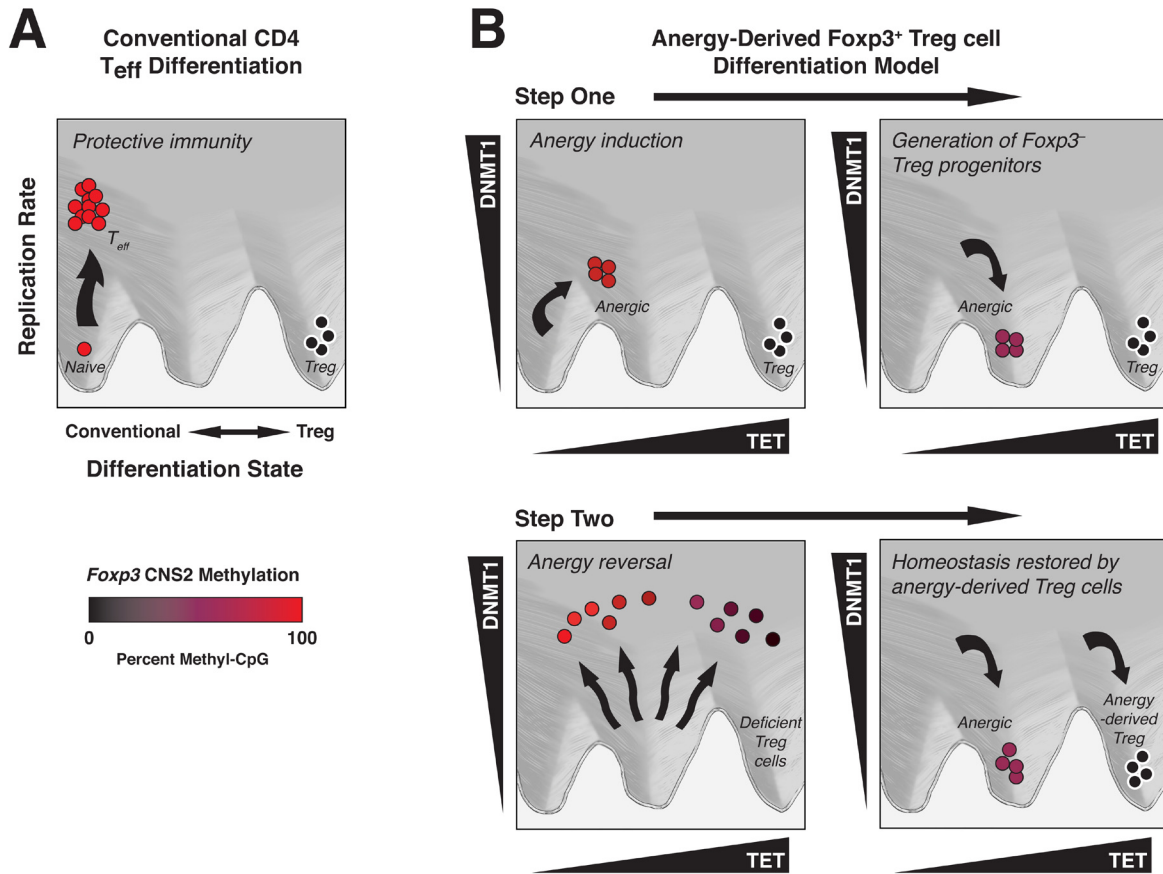 A
Conventional CD4
Teff Differentiation
Protective immunity
Teff
Naive
Treg
Replication Rate
Conventional
Treg
Differentiation State
Foxp3 CNS2 Methylation
0
100
Percent Methyl-CpG
B
Anergy-Derived Foxp3⁺ Treg cell
Differentiation Model
Step One
DNMT1
Anergy induction
Anergic
Treg
TET
DNMT1
Generation of Foxp3⁻
Treg progenitors
Anergic
Treg
TET
Step Two
DNMT1
Anergy reversal
Deficient
Treg
cells
TET
DNMT1
Homeostasis restored by
anergy-derived Treg cells
Anergic
Anergy
-derived
Treg
TET